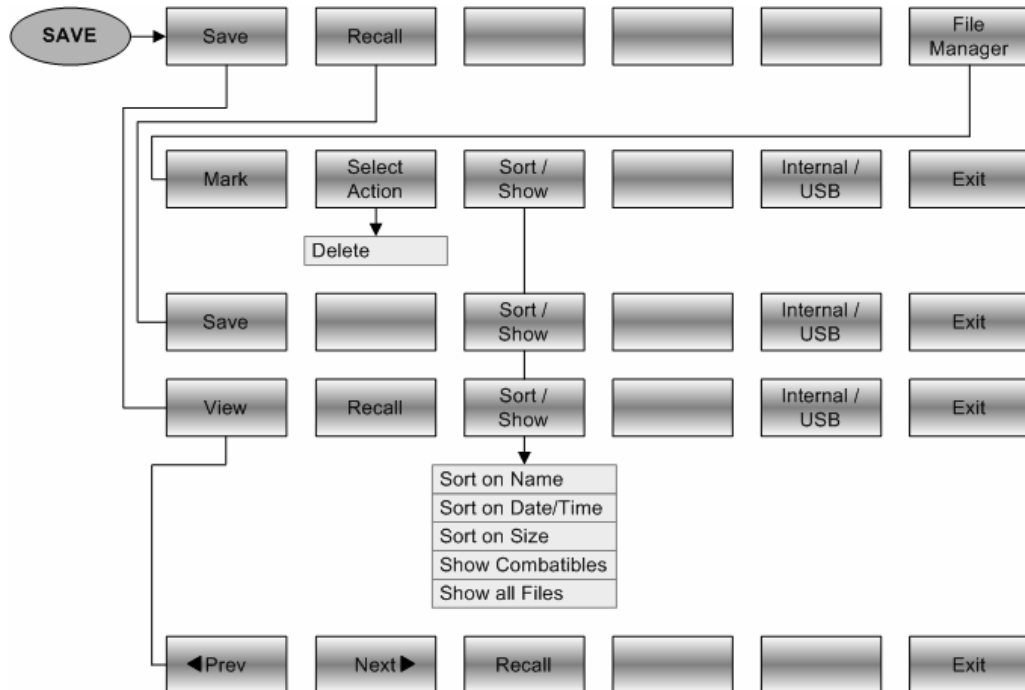 SAVE
Save
Recall
File
Manager
Mark
Select
Action
Sort /
Show
Internal /
USB
Exit
Delete
Save
Sort /
Show
Internal /
USB
Exit
View
Recall
Sort /
Show
Internal /
USB
Exit
Sort on Name
Sort on Date/Time
Sort on Size
Show Combatibles
Show all Files
◀Prev
Next▶
Recall
Exit